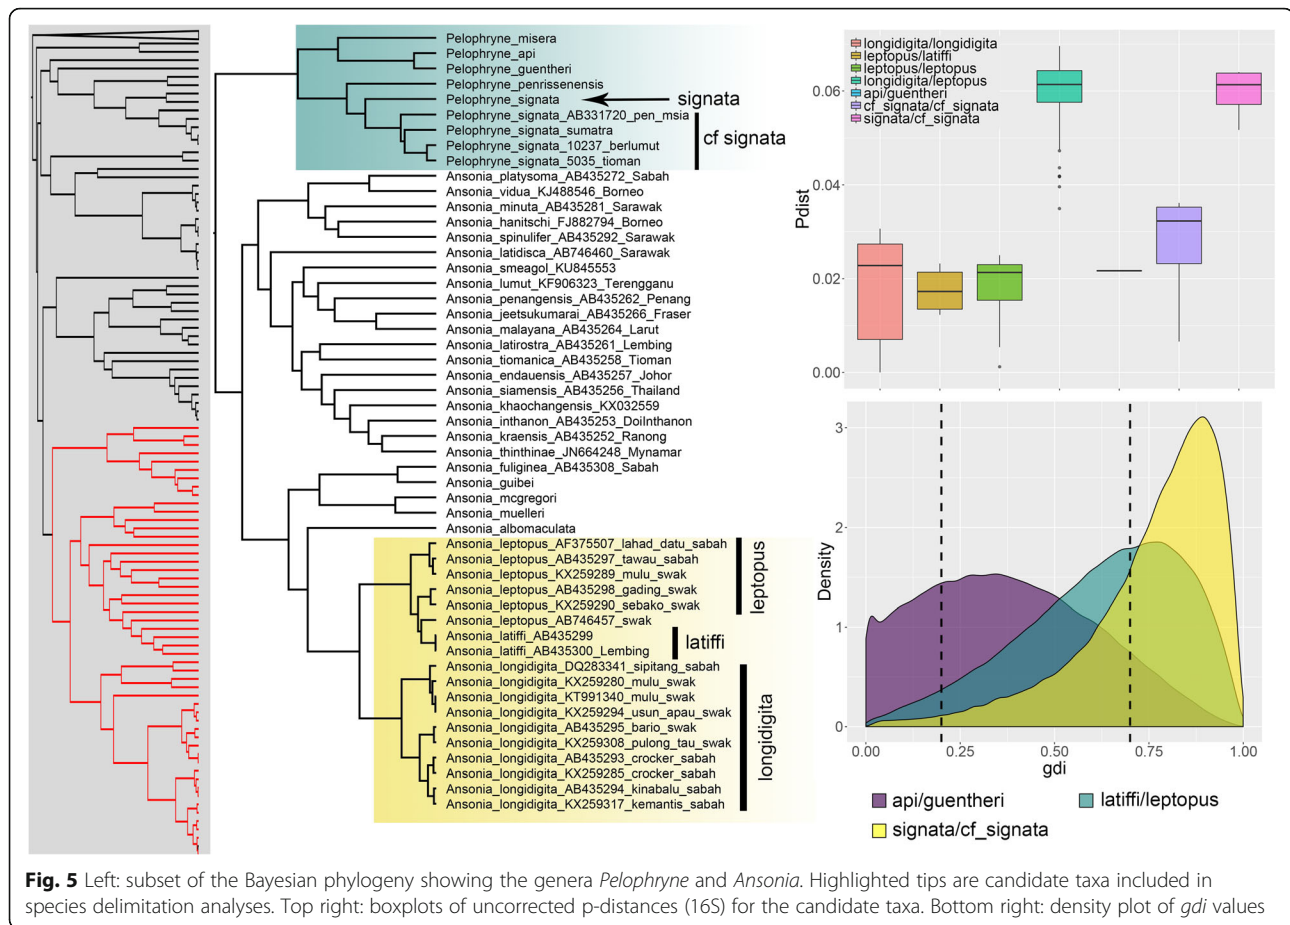 Pelophryne_misera
Pelophryne_api
Pelophryne_guentheri
Pelophryne_penrissenensis
Pelophryne_signata
signata
Pelophryne_signata_AB331720_pen_msia
Pelophryne_signata_sumatra
Pelophryne_signata_10237_berlumut
Pelophryne_signata_5035_tioman
cf signata
Ansonia_platysoma_AB435272_Sabah
Ansonia_vidua_KJ488546_Borneo
Ansonia_minuta_AB435281_Sarawak
Ansonia_hanitschi_FJ882794_Borneo
Ansonia_spinulifer_AB435292_Sarawak
Ansonia_latidisca_AB746460_Sarawak
Ansonia_smeagol_KU845553
Ansonia_lumut_KF906323_Terengganu
Ansonia_penangensis_AB435262_Penang
Ansonia_jeetsukumarai_AB435266_Fraser
Ansonia_malayana_AB435264_Larut
Ansonia_latirostra_AB435261_Lembing
Ansonia_tiomanica_AB435258_Tioman
Ansonia_endauensis_AB435257_Johor
Ansonia_siamensis_AB435256_Thailand
Ansonia_khaochangensis_KX032559
Ansonia_inthanon_AB435253_DoiInthanon
Ansonia_kraensis_AB435252_Ranong
Ansonia_thinthinae_JN664248_Mynamar
Ansonia_fuliginea_AB435308_Sabah
Ansonia_guibei
Ansonia_mcgregori
Ansonia_muelleri
Ansonia_albomaculata
Ansonia_leptopus_AF375507_lahad_datu_sabah
Ansonia_leptopus_AB435297_tawau_sabah
Ansonia_leptopus_KX259289_mulu_swak
Ansonia_leptopus_AB435298_gading_swak
Ansonia_leptopus_KX259290_sebako_swak
leptopus
Ansonia_leptopus_AB746457_swak
Ansonia_latiffi_AB435299
Ansonia_latiffi_AB435300_Lembing
latiffi
Ansonia_longidigita_DQ283341_sipitang_sabah
Ansonia_longidigita_KX259280_mulu_swak
Ansonia_longidigita_KT991340_mulu_swak
Ansonia_longidigita_KX259294_usun_apau_swak
Ansonia_longidigita_AB435295_bario_swak
Ansonia_longidigita_KX259308_pulong_tau_swak
Ansonia_longidigita_AB435293_crocker_sabah
Ansonia_longidigita_KX259285_crocker_sabah
Ansonia_longidigita_AB435294_kinabalu_sabah
Ansonia_longidigita_KX259317_kemantis_sabah
longidigita
longidigita/longidigita
leptopus/latiffi
leptopus/leptopus
longidigita/leptopus
api/guentheri
cf_signata/cf_signata
signata/cf_signata
0.06
0.04
0.02
0.00
Pdist
3
2
1
0
Density
0.00 0.25 0.50 0.75 1.00
gdi
api/guentheri
latiffi/leptopus
signata/cf_signata
Fig. 5 Left: subset of the Bayesian phylogeny showing the genera Pelophryne and Ansonia. Highlighted tips are candidate taxa included in
species delimitation analyses. Top right: boxplots of uncorrected p-distances (16S) for the candidate taxa. Bottom right: density plot of gdi values